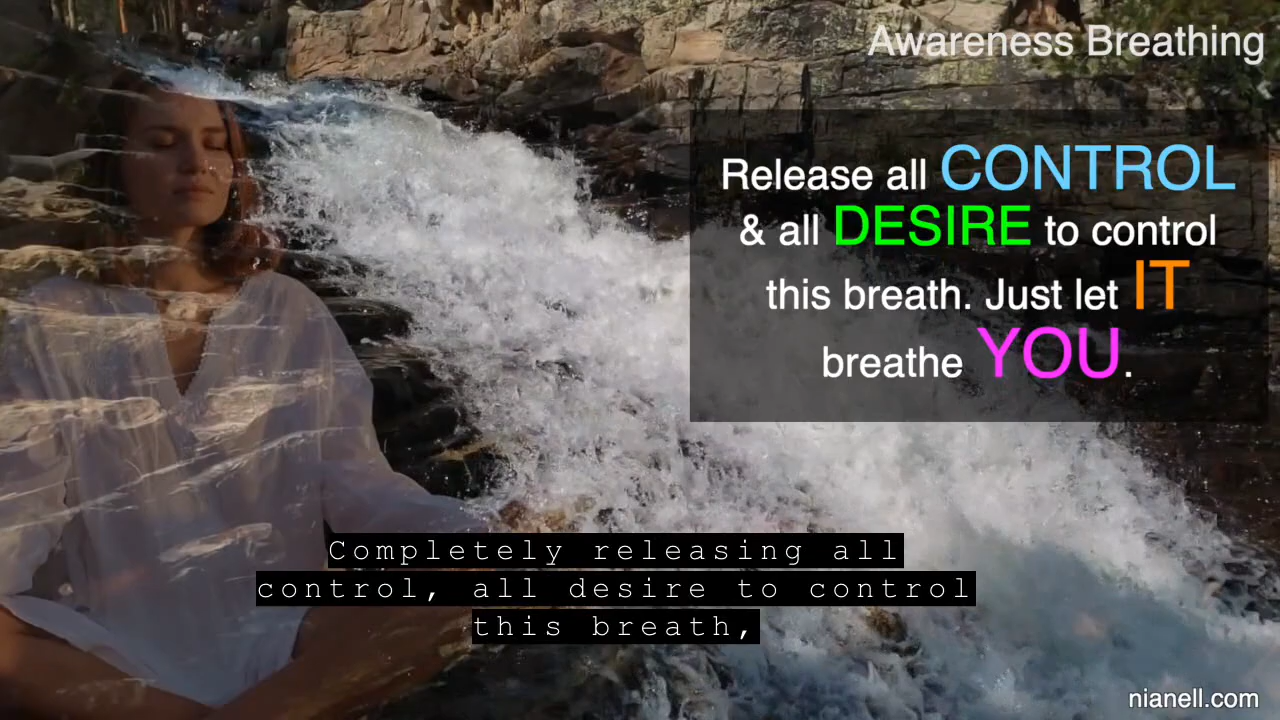 Awareness Breathing
Release all CONTROL
& all DESIRE to control
this breath. Just let IT
breathe YOU.
Completely releasing all
control, all desire to control
this breath,
nianell.com